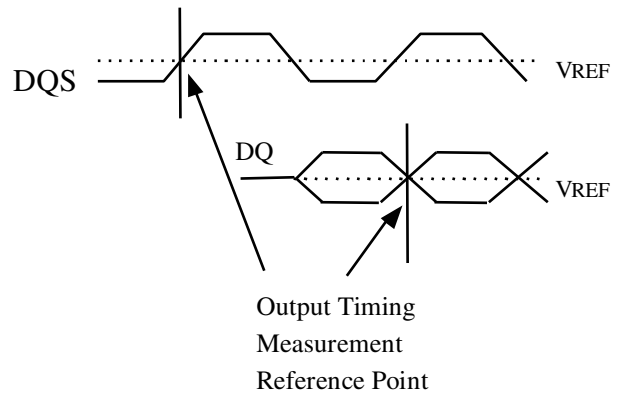 DQS
VREF
DQ
VREF
Output Timing
Measurement
Reference Point